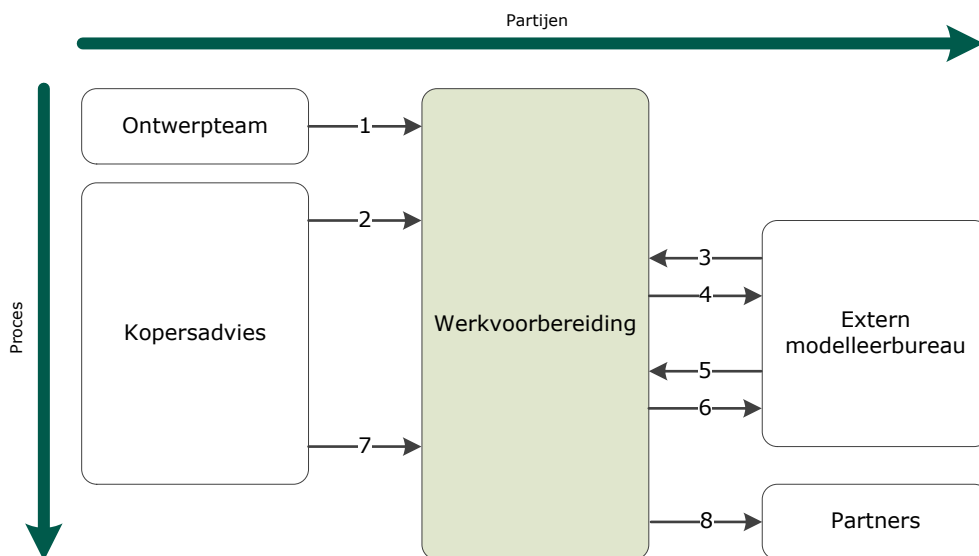 Partijen
Proces
Ontwerpteam
1
Kopersadvies
2
Werkvoorbereiding
3
4
Extern
modelleerbureau
5
6
7
8
Partners